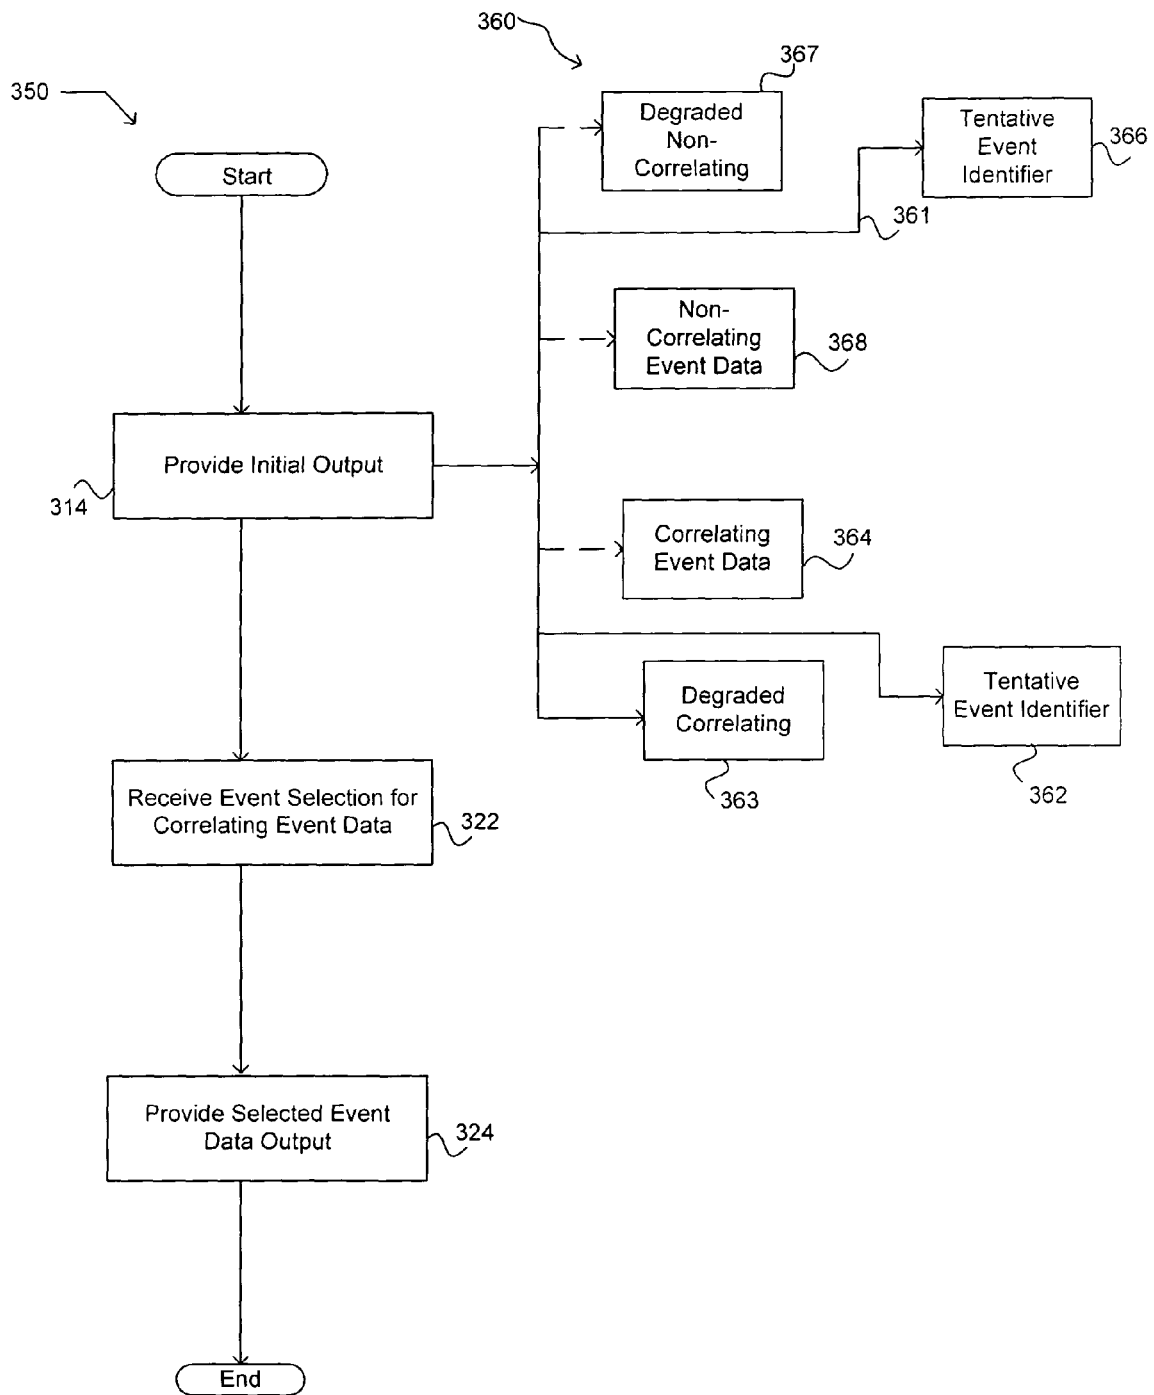 360
367
350
Degraded
Non-
Correlating
Tentative
Event
Identifier
366
Start
361
Non-
Correlating
Event Data
368
Provide Initial Output
314
Correlating
Event Data
364
Degraded
Correlating
363
Tentative
Event Identifier
362
Receive Event Selection for
Correlating Event Data
322
Provide Selected Event
Data Output
324
End